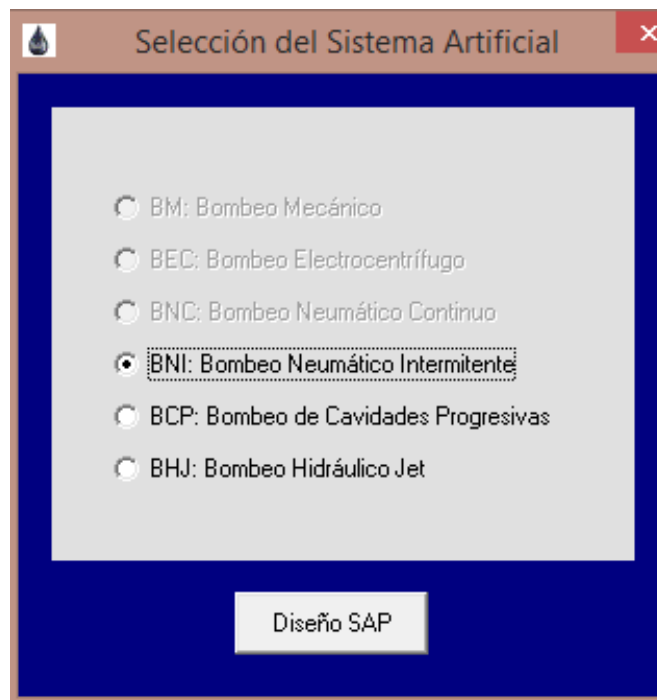 Selección del Sistema Artificial
BM: Bombeo Mecánico
BEC: Bombeo Electrocentrífugo
BNC: Bombeo Neumático Continuo
BNI: Bombeo Neumático Intermitente
BCP: Bombeo de Cavidades Progresivas
BHJ: Bombeo Hidráulico Jet
Diseño SAP